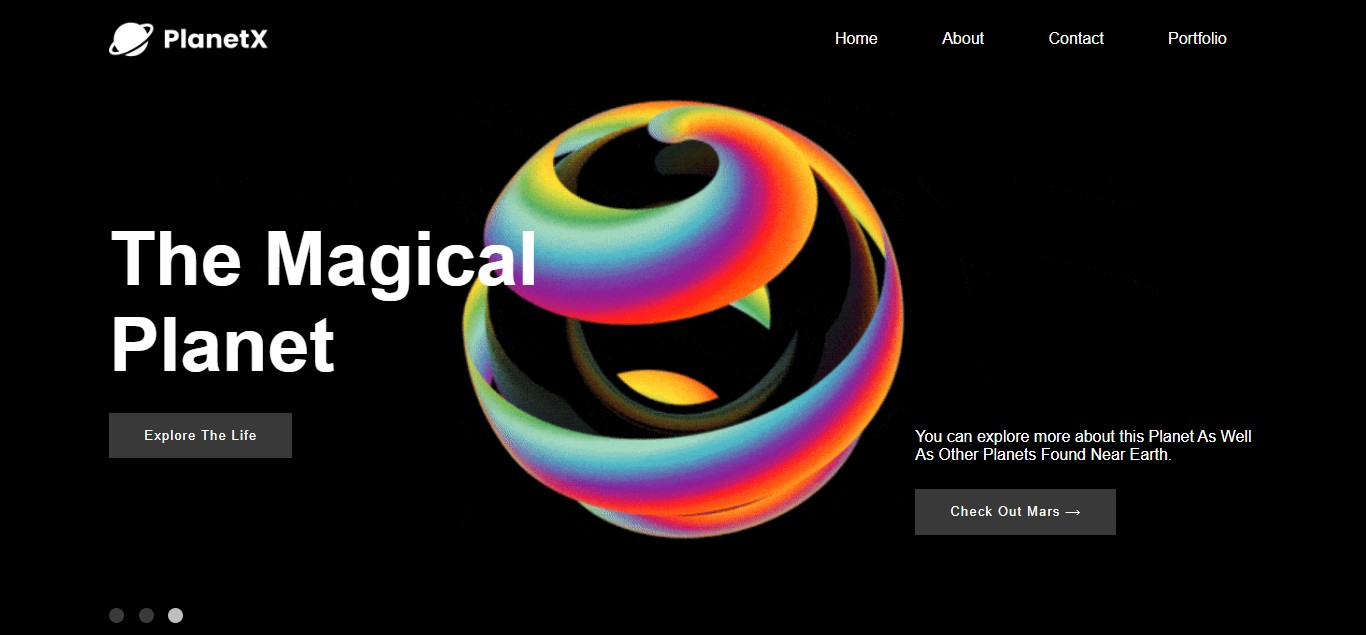 PlanetX
Home
About
Contact
Portfolio
The Magical
Planet
Explore The Life
You can explore more about this Planet As Well
As Other Planets Found Near Earth.
Check Out Mars →